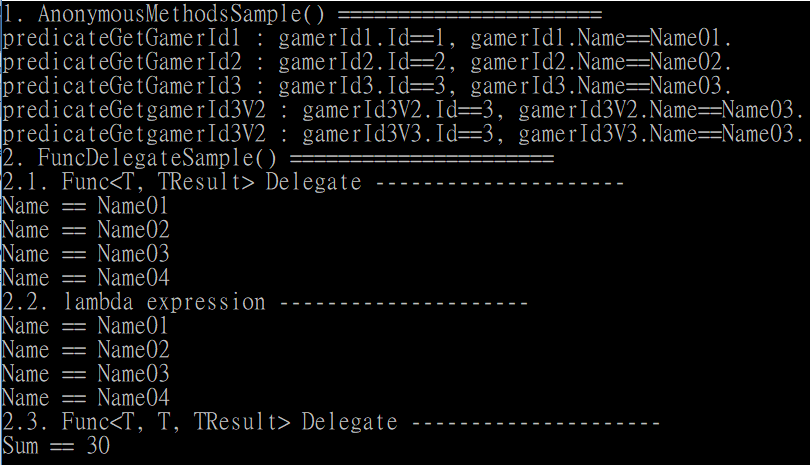 1. AnonymousMethodsSample() ======================
predicateGetGamerId1 : gamerId1.Id==1, gamerId1.Name==Name01.
predicateGetGamerId2 : gamerId2.Id==2, gamerId2.Name==Name02.
predicateGetGamerId3 : gamerId3.Id==3, gamerId3.Name==Name03.
predicateGetgamerId3V2 : gamerId3V2.Id==3, gamerId3V2.Name==Name03.
predicateGetgamerId3V2 : gamerId3V3.Id==3, gamerId3V3.Name==Name03.
2. FuncDelegateSample() ======================
2.1. Func<T, TResult> Delegate ---------------------
Name == Name01
Name == Name02
Name == Name03
Name == Name04
2.2. lambda expression ---------------------
Name == Name01
Name == Name02
Name == Name03
Name == Name04
2.3. Func<T, T, TResult> Delegate ---------------------
Sum == 30